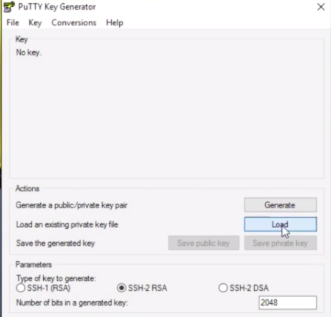 PuTTY Key Generator
File Key Conversions Help
Key
No key.
Actions
Generate a public/private key pair
Generate
Load an existing private key file
Load
Save the generated key
Save public key
Save private key
Parameters
Type of key to generate:
SSH-1 (RSA)
SSH-2 RSA
SSH-2 DSA
Number of bits in a generated key:
2048